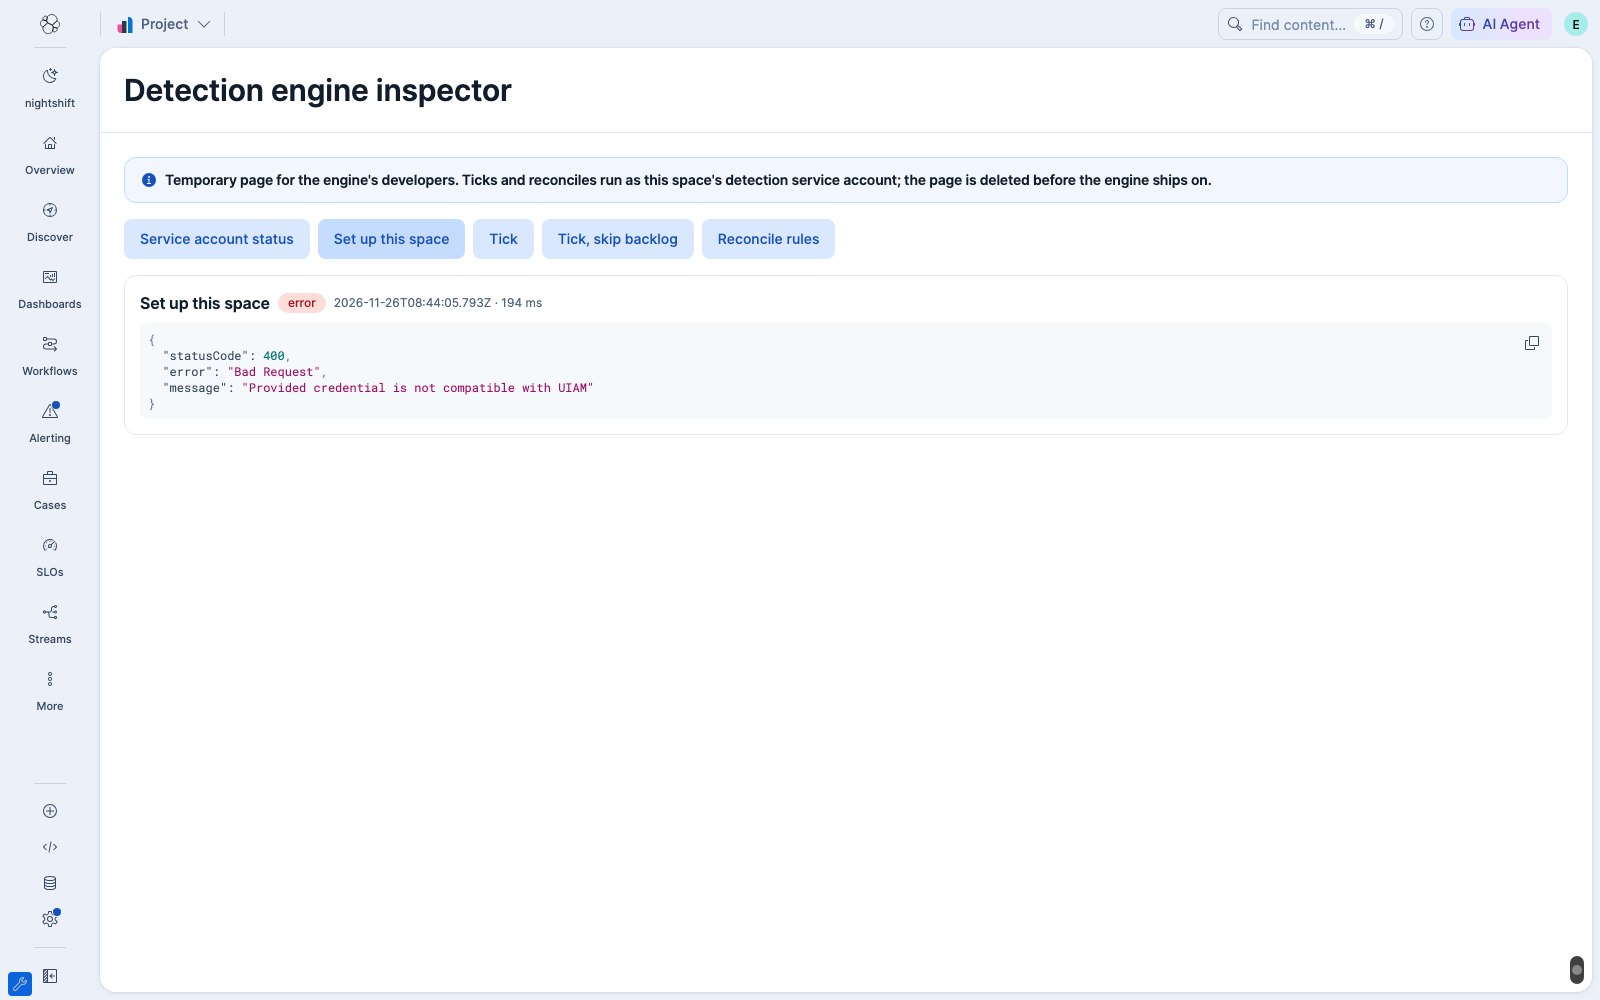 Project
Find content...
⌘ /
AI Agent
E
nightshift
Overview
Discover
Dashboards
Workflows
Alerting
Cases
SLOs
Streams
More
Detection engine inspector
Temporary page for the engine's developers. Ticks and reconciles run as this space's detection service account; the page is deleted before the engine ships on.
Service account status
Set up this space
Tick
Tick, skip backlog
Reconcile rules
Set up this space error 2026-11-26T08:44:05.793Z · 194 ms
{
"statusCode": 400,
"error": "Bad Request",
"message": "Provided credential is not compatible with UIAM"
}